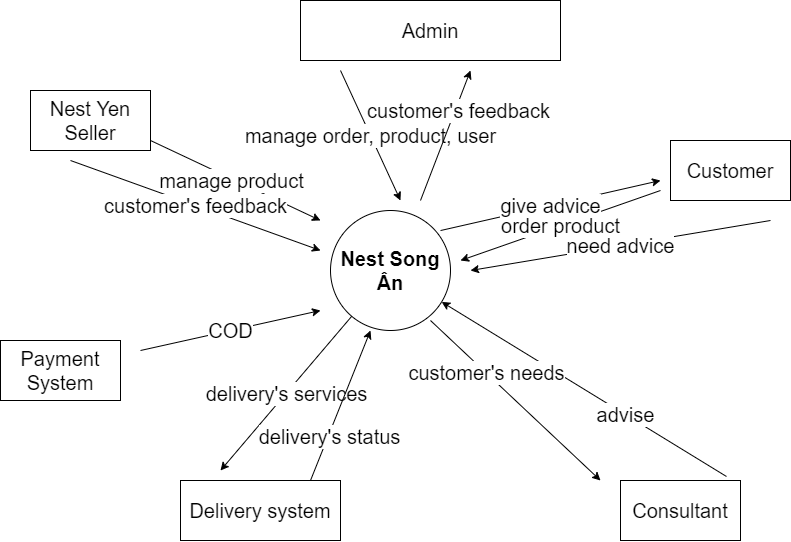 Admin
Nest Yen
Seller
customer's feedback
manage order, product, user
Customer
manage product
customer's feedback
give advice
order product
need advice
Nest Song
Ân
COD
Payment
System
customer's needs
delivery's services
advise
delivery's status
Delivery system
Consultant